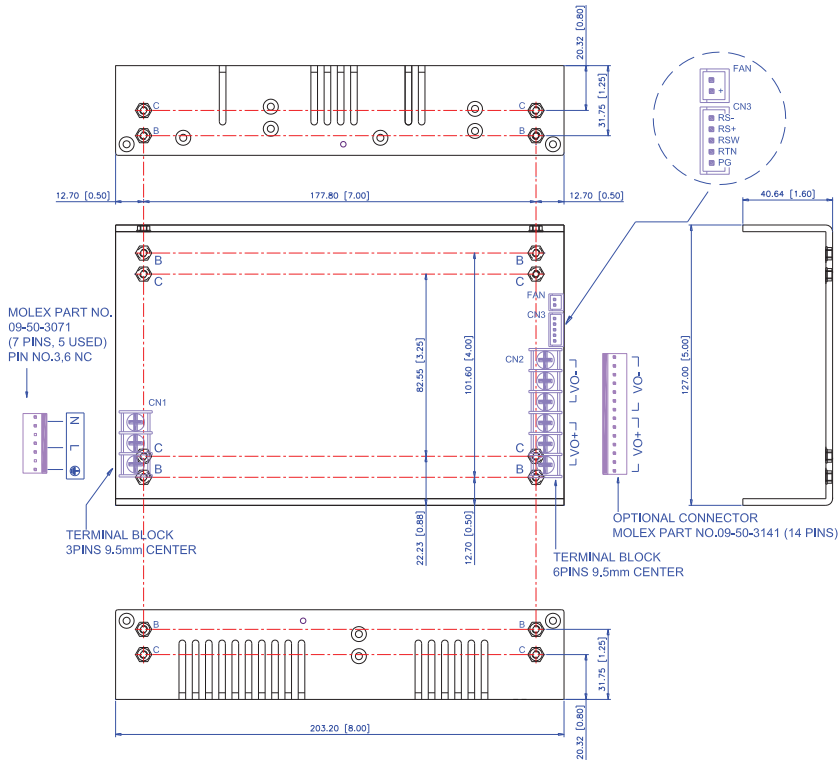 20.32 [0.80]
31.75 [1.25]
C
C
B
B
FAN
+
CN3
RS-
RS+
RSW
RTN
PG
12.70 [0.50]
177.80 [7.00]
12.70 [0.50]
40.64 [1.60]
B
B
C
C
MOLEX PART NO.
09-50-3071
(7 PINS, 5 USED)
PIN NO.3,6 NC
FAN
CN3
CN2
VO-
VO+
VO-
VO+
82.55 [3.25]
101.60 [4.00]
127.00 [5.00]
CN1
N
L
C
C
B
B
TERMINAL BLOCK
3PINS 9.5mm CENTER
22.23 [0.88]
12.70 [0.50]
OPTIONAL CONNECTOR
MOLEX PART NO.09-50-3141 (14 PINS)
TERMINAL BLOCK
6PINS 9.5mm CENTER
B
B
C
C
31.75 [1.25]
20.32 [0.80]
203.20 [8.00]